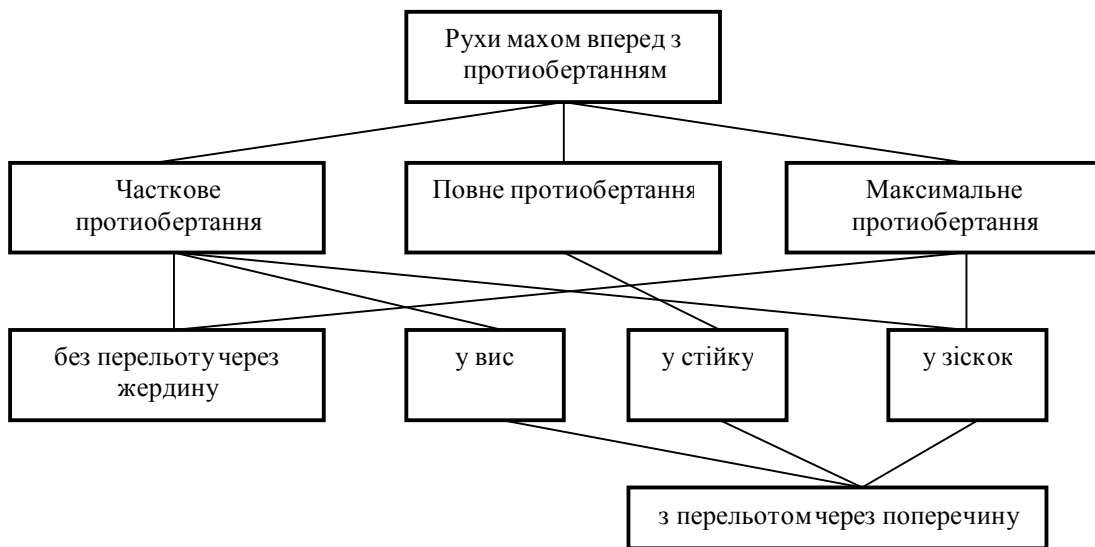 Рухи махом вперед з
протиобертанням
Часткове
протиобертання
Повне протиобертання
Максимальне
протиобертання
без перельоту через
жердину
у вис
у стійку
у зіскок
з перельотом через поперечину